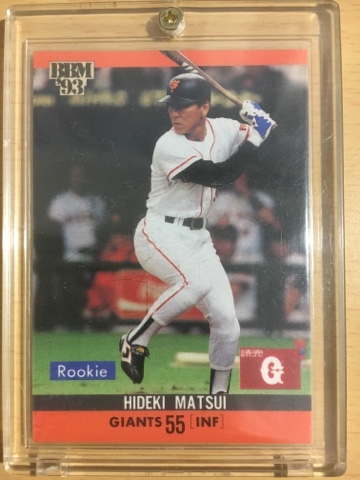 BBM
'93
読売
G
Rookie
HIDEKI MATSUI
GIANTS 55 [INF]